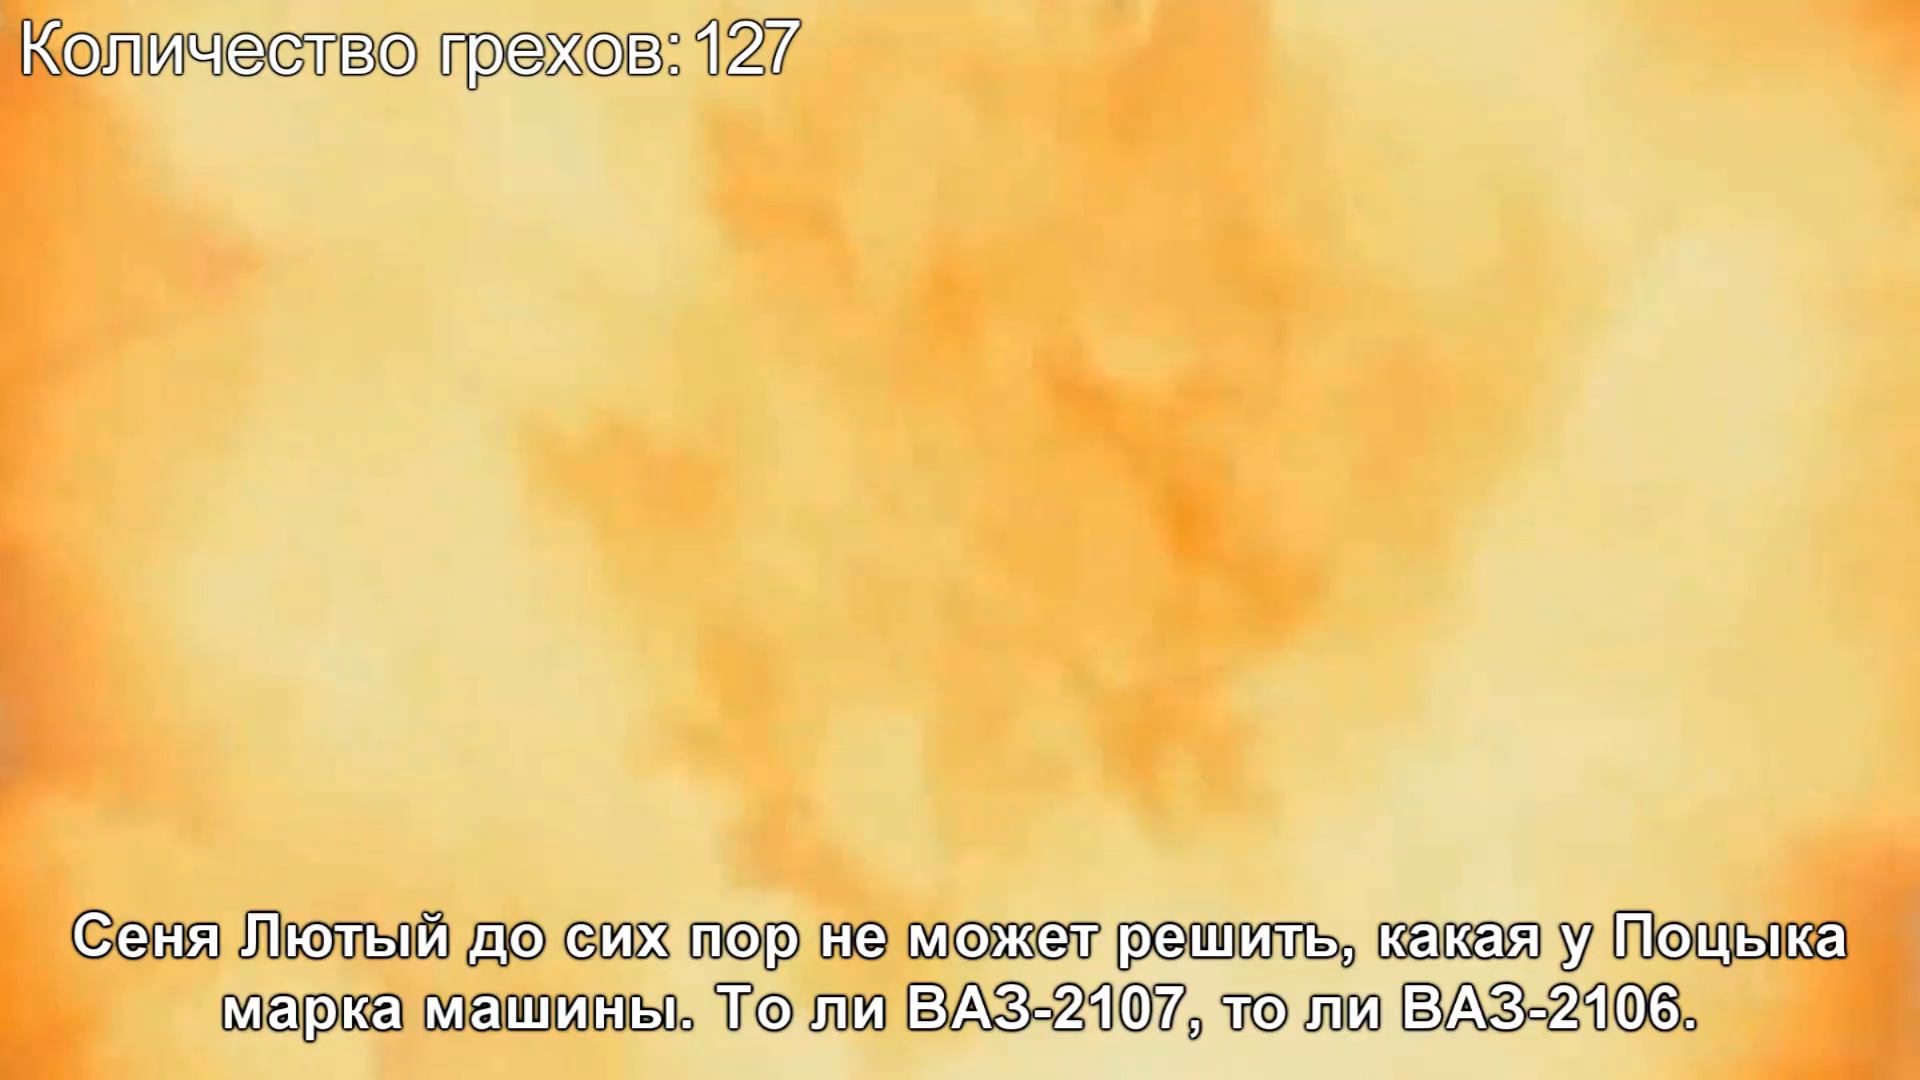 Количество грехов: 127
Сеня Лютый до сих пор не может решить, какая у Поцыка
марка машины. То ли ВАЗ-2107, то ли ВАЗ-2106.